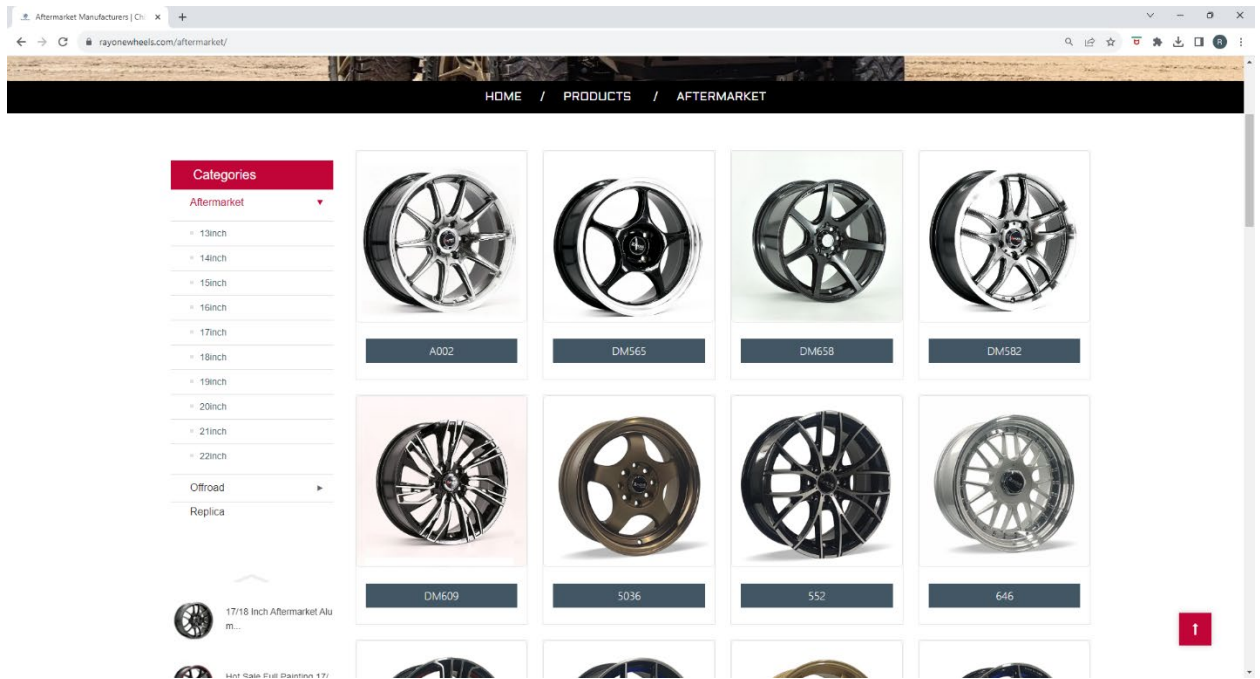 Aftermarket Manufacturers | Chi
rayonewheels.com/aftermarket/
R
HOME / PRODUCTS / AFTERMARKET
Categories
Aftermarket
13inch
14inch
15inch
16inch
17inch
18inch
19inch
20inch
21inch
22inch
Offroad
Replica
17/18 Inch Aftermarket Alu
m...
Hot Sale Full Painting 17/
A002
DM565
DM658
DM582
DM609
5036
552
646